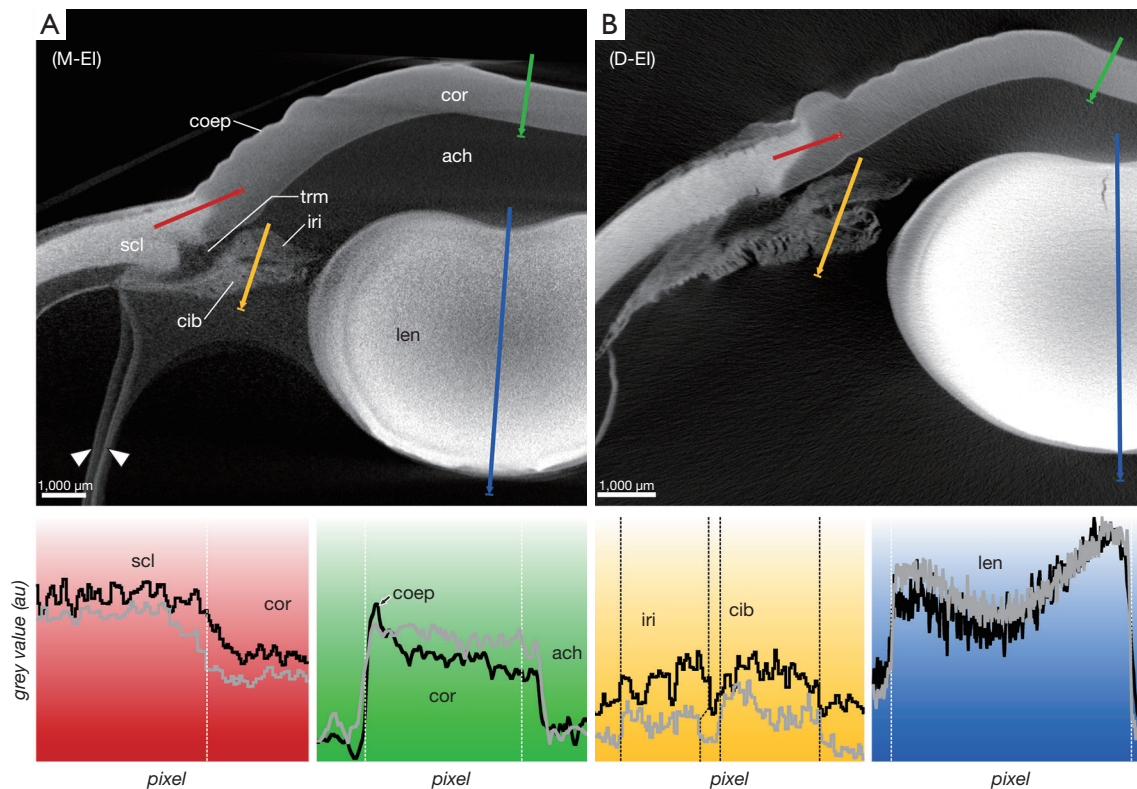 A
(M-EI)
cor
coep
ach
trm
iri
scl
cib
len
1,000 µm
B
(D-EI)
1,000 µm
grey value (au)
scl
cor
pixel
coep
cor
ach
pixel
iri
cib
pixel
len
pixel